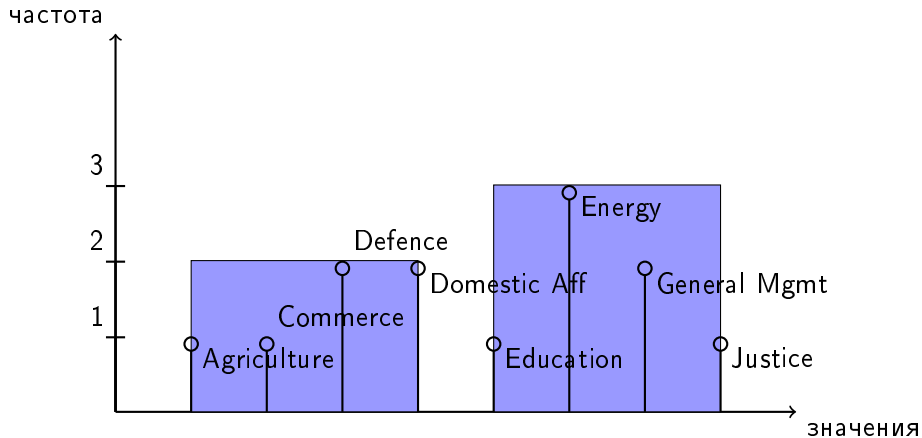 частота
3
Energy
2
Defence
Domestic Aff
General Mgmt
1
Commerce
Agriculture
Education
Justice
значения